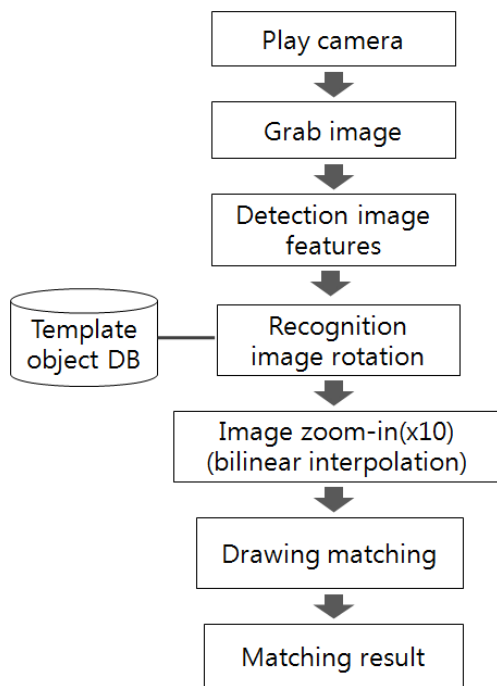 Play camera
Grab image
Detection image
features
Template
object DB
Recognition
image rotation
Image zoom-in(x10)
(bilinear interpolation)
Drawing matching
Matching result